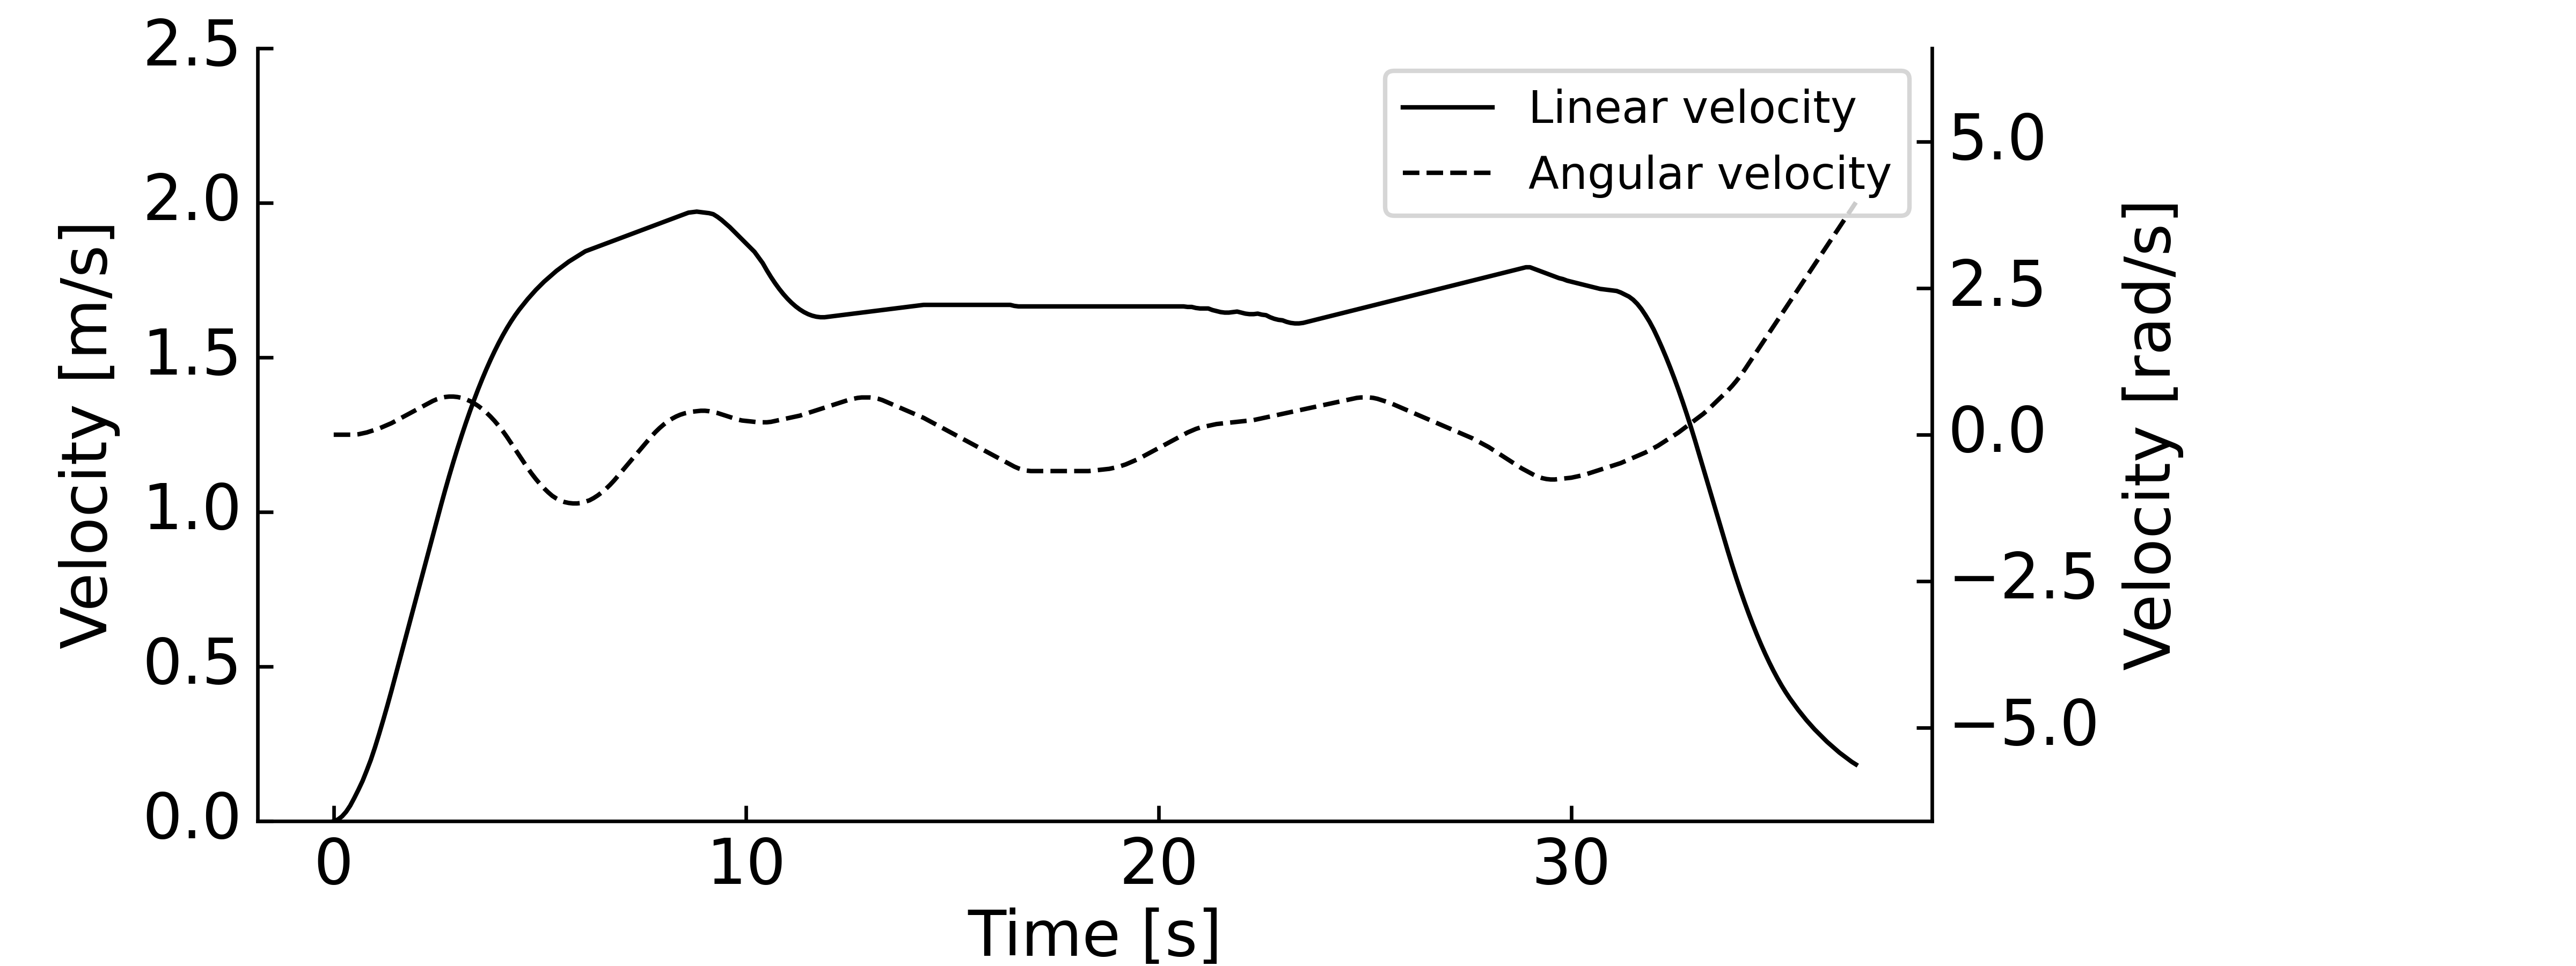 2.5
2.0
1.5
1.0
0.5
0.0
Velocity [m/s]
Linear velocity
Angular velocity
5.0
2.5
0.0
−2.5
−5.0
Velocity [rad/s]
0 10 20 30
Time [s]